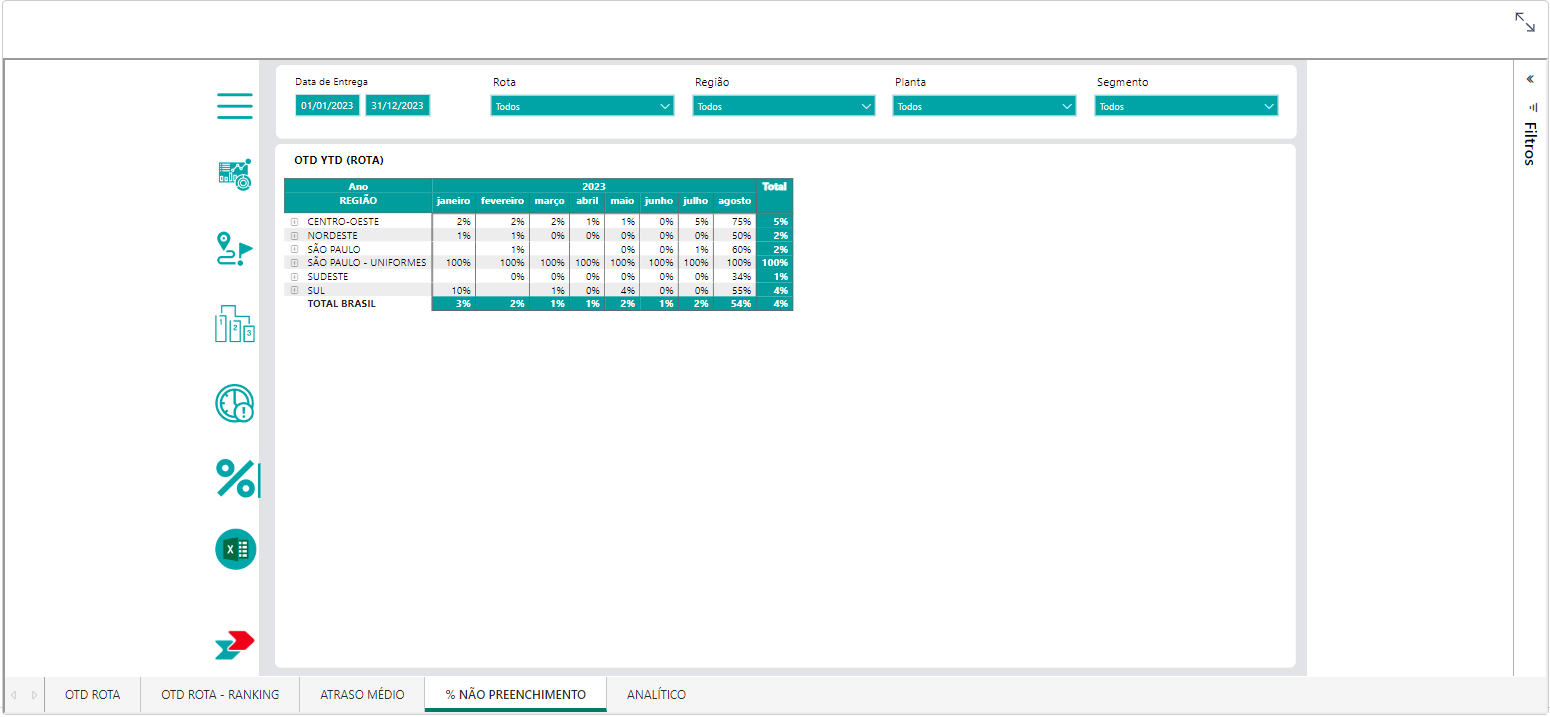 Data de Entrega
01/01/2023 31/12/2023
Rota
Todos
Região
Todos
Planta
Todos
Segmento
Todos
Filtros
OTD YTD (ROTA)
Ano 2023 Total
REGIÃO janeiro fevereiro março abril maio junho julho agosto
CENTRO-OESTE 2% 2% 2% 1% 1% 0% 5% 75% 5%
NORDESTE 1% 1% 0% 0% 0% 0% 0% 50% 2%
SÃO PAULO 1% 0% 0% 1% 60% 2%
SÃO PAULO - UNIFORMES 100% 100% 100% 100% 100% 100% 100% 100% 100%
SUDESTE 0% 0% 0% 0% 0% 0% 34% 1%
SUL 10% 1% 0% 4% 0% 0% 55% 4%
TOTAL BRASIL 3% 2% 1% 1% 2% 1% 2% 54% 4%
1 2 3
X
OTD ROTA
OTD ROTA - RANKING
ATRASO MÉDIO
% NÃO PREENCHIMENTO
ANALÍTICO